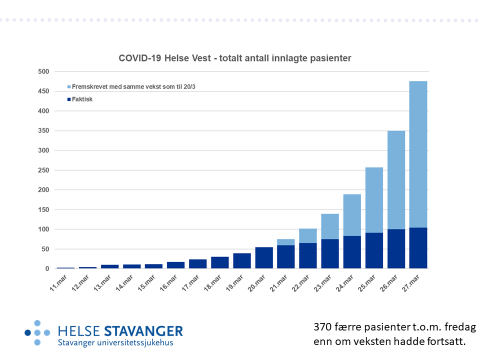 COVID-19 Helse Vest - totalt antall innlagte pasienter
500
450
400
350
300
250
200
150
100
50
0
Fremskrevet med samme vekst som til 20/3
Faktisk
11.mar
12.mar
13.mar
14.mar
15.mar
16.mar
17.mar
18.mar
19.mar
20.mar
21.mar
22.mar
23.mar
24.mar
25.mar
26.mar
27.mar
HELSE STAVANGER
Stavanger universitetssjukehus
370 færre pasienter t.o.m. fredag
enn om veksten hadde fortsatt.